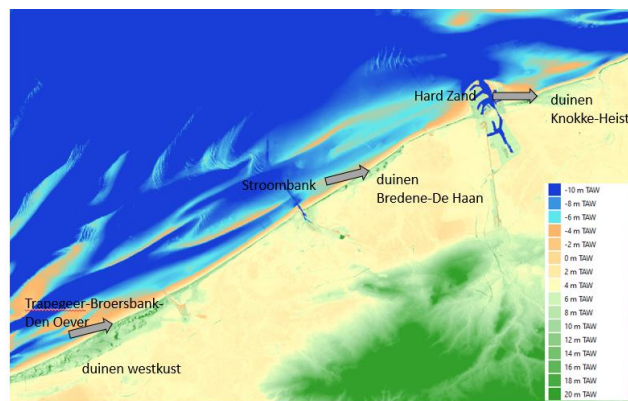 Hard Zand
duinen
Knokke-Heist
Stroombank
duinen
Bredene-De Haan
Trapegeer-Broersbank-
Den Oever
duinen westkust
-10 m TAW
-8 m TAW
-6 m TAW
-4 m TAW
-2 m TAW
0 m TAW
2 m TAW
4 m TAW
6 m TAW
8 m TAW
10 m TAW
12 m TAW
14 m TAW
16 m TAW
18 m TAW
20 m TAW